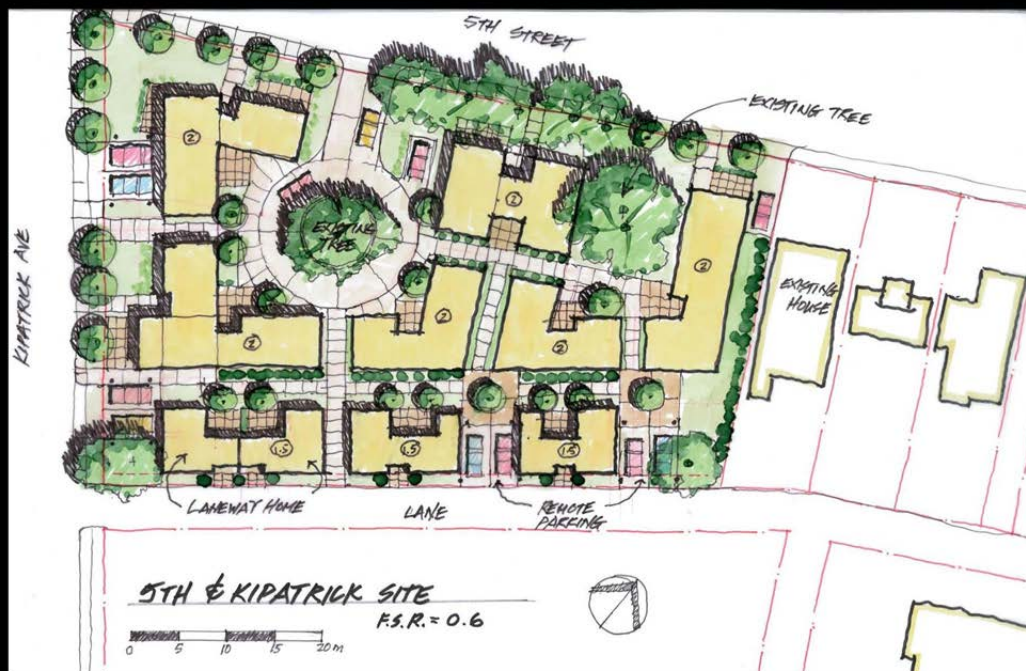 5TH STREET
EXISTING TREE
KIPATRICK AVE
2
2
EXISTING
TREE
2
EXISTING
HOUSE
2
2
2
1.5
1.5
1.5
LANEWAY HOME
LANE
REMOTE
PARKING
5TH & KIPATRICK SITE
F.S.R. = 0.6
0 5 10 15 20m